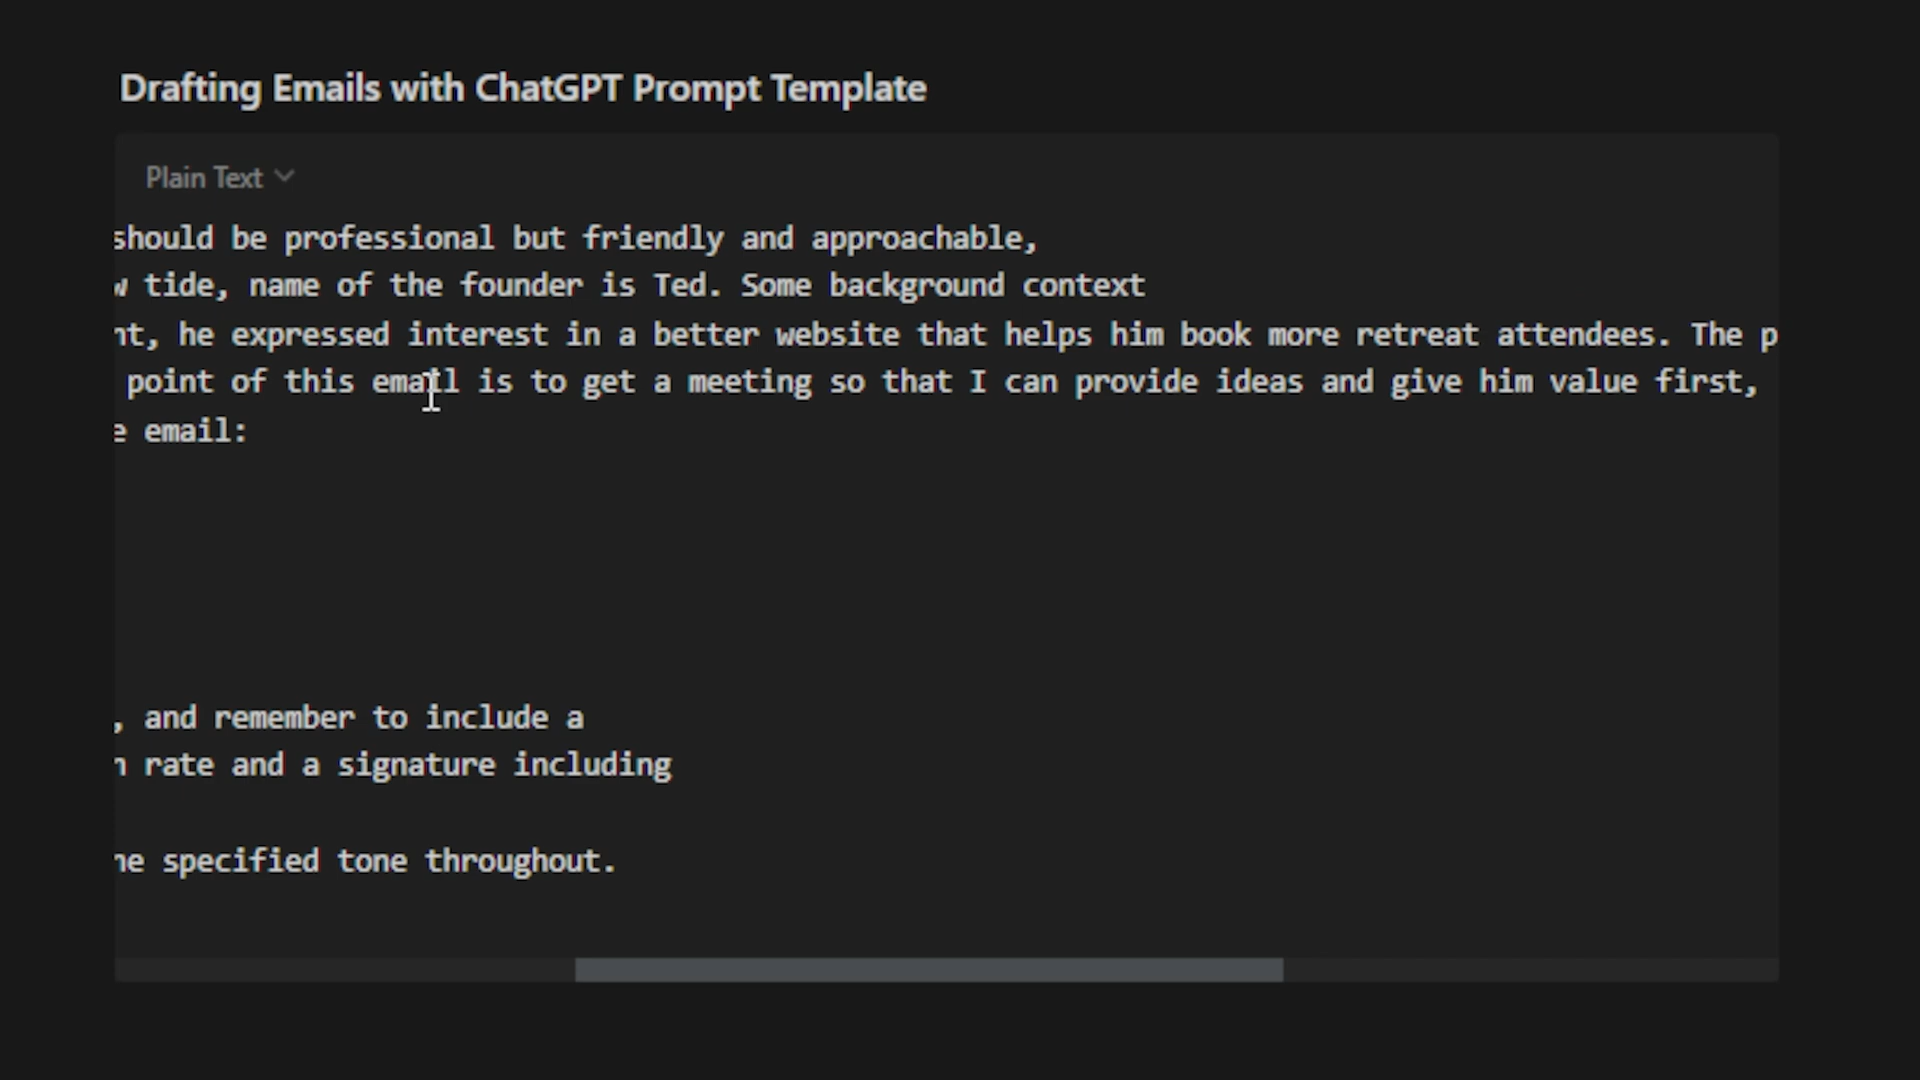 Drafting Emails with ChatGPT Prompt Template
Plain Text
should be professional but friendly and approachable,
tide, name of the founder is Ted. Some background context
nt, he expressed interest in a better website that helps him book more retreat attendees. The p
point of this email is to get a meeting so that I can provide ideas and give him value first,
e email:
, and remember to include a
n rate and a signature including
he specified tone throughout.